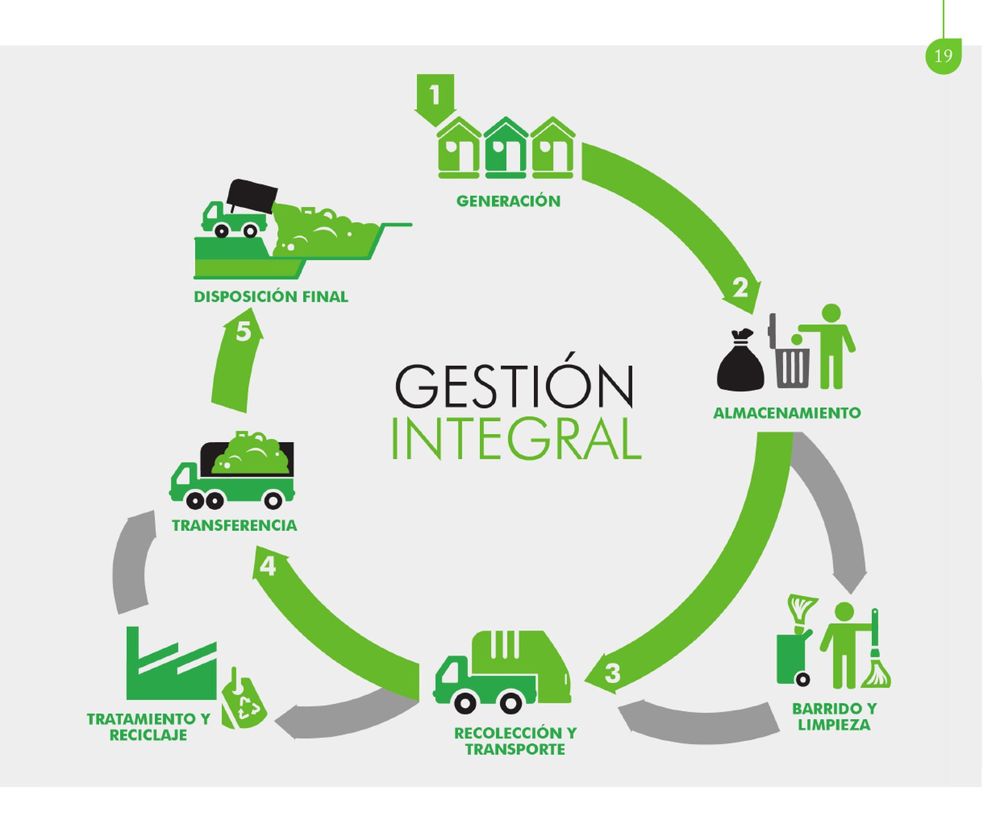 19
1
GENERACIÓN
2
ALMACENAMIENTO
BARRIDO Y
LIMPIEZA
3
RECOLECCIÓN Y
TRANSPORTE
TRATAMIENTO Y
RECICLAJE
4
TRANSFERENCIA
5
DISPOSICIÓN FINAL
GESTIÓN
INTEGRAL